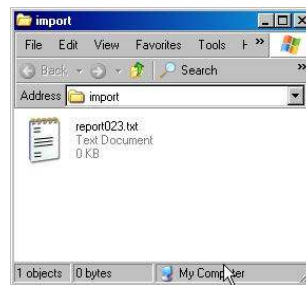 import
File Edit View Favorites Tools H »
Back Search »
Address import
report023.txt
Text Document
0 KB
1 objects 0 bytes My Computer